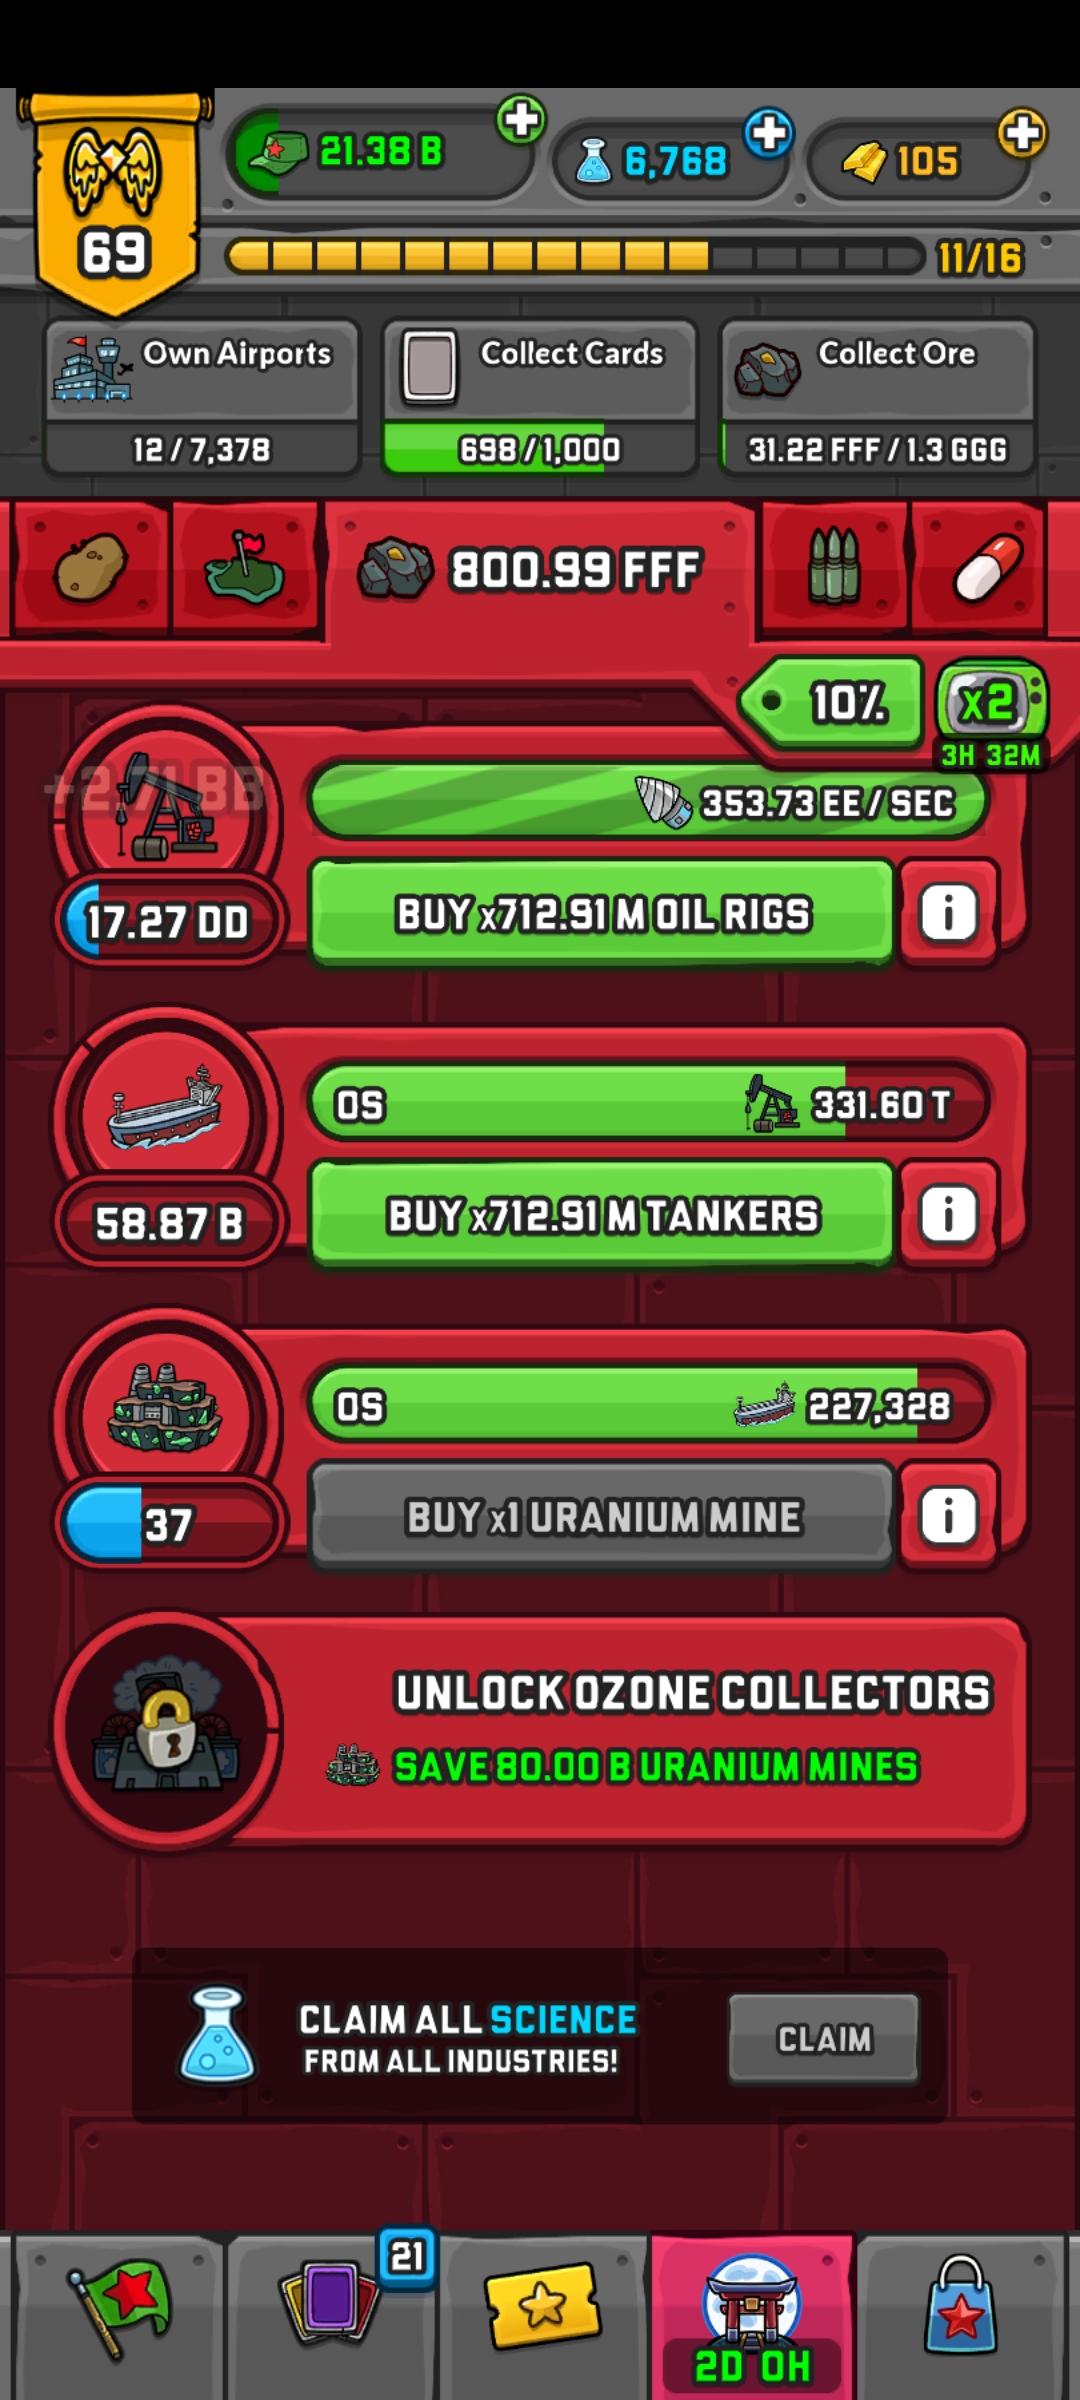 21.38 B
6,768
105
69
11/16
Own Airports
12 / 7,378
Collect Cards
698 / 1,000
Collect Ore
31.22 FFF / 1.3 GGG
800.99 FFF
10%
x2
3H 32M
+2.71 BB
353.73 EE / SEC
17.27 DD
BUY x712.91 M OIL RIGS
i
0S
331.60 T
58.87 B
BUY x712.91 M TANKERS
i
0S
227,328
37
BUY x1 URANIUM MINE
i
UNLOCK OZONE COLLECTORS
SAVE 80.00 B URANIUM MINES
CLAIM ALL SCIENCE
FROM ALL INDUSTRIES!
CLAIM
21
2D 0H